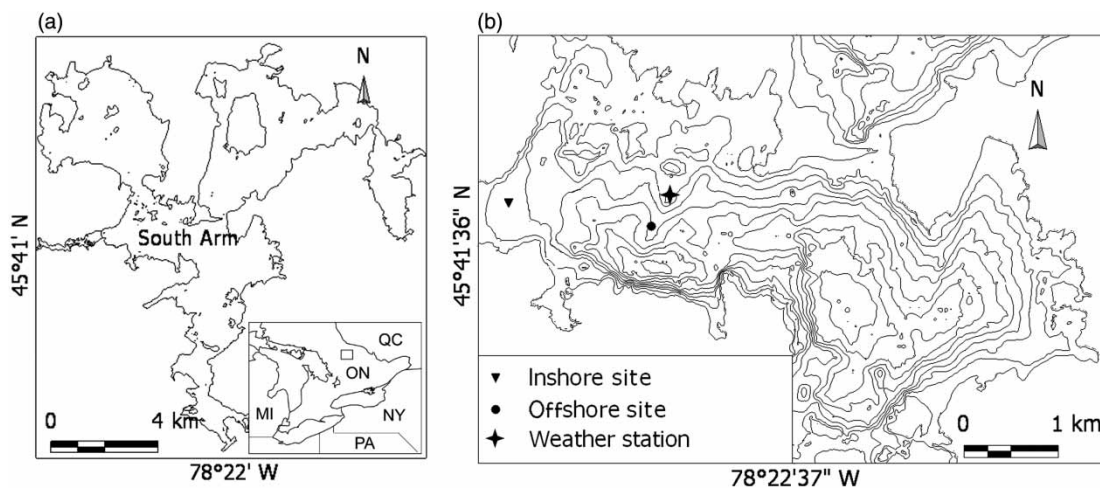 (a)
N
45°41' N
South Arm
QC
ON
MI
NY
PA
0 4 km
78°22' W
(b)
N
45°41'36" N
Inshore site
Offshore site
Weather station
0 1 km
78°22'37" W